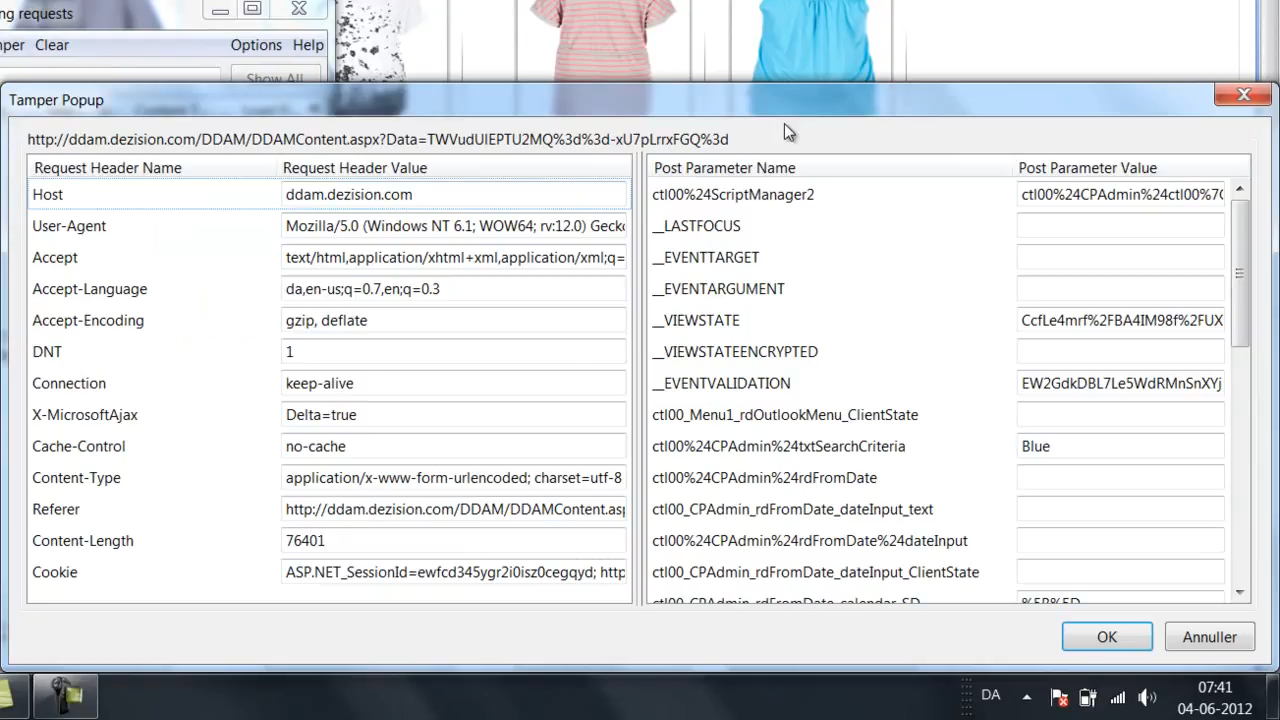 ng requests
mper Clear Options Help
Show All
Tamper Popup
http://ddam.dezision.com/DDAM/DDAMContent.aspx?Data=TWVudUlEPTU2MQ%3d%3d-xU7pLrrxFGQ%3d
Request Header Name Request Header Value Post Parameter Name Post Parameter Value
Host ddam.dezision.com ctl00%24ScriptManager2 ctl00%24CPAdmin%24ctl00%7C
User-Agent Mozilla/5.0 (Windows NT 6.1; WOW64; rv:12.0) Gecko __LASTFOCUS
Accept text/html,application/xhtml+xml,application/xml;q= __EVENTTARGET
Accept-Language da,en-us;q=0.7,en;q=0.3 __EVENTARGUMENT
Accept-Encoding gzip, deflate __VIEWSTATE CcfLe4mrf%2FBA4IM98f%2FUX
DNT 1 __VIEWSTATEENCRYPTED
Connection keep-alive __EVENTVALIDATION EW2GdkDBL7Le5WdRMnSnXYj
X-MicrosoftAjax Delta=true ctl00_Menu1_rdOutlookMenu_ClientState
Cache-Control no-cache ctl00%24CPAdmin%24txtSearchCriteria Blue
Content-Type application/x-www-form-urlencoded; charset=utf-8 ctl00%24CPAdmin%24rdFromDate
Referer http://ddam.dezision.com/DDAM/DDAMContent.asp ctl00_CPAdmin_rdFromDate_dateInput_text
Content-Length 76401 ctl00%24CPAdmin%24rdFromDate%24dateInput
Cookie ASP.NET_SessionId=ewfcd345ygr2i0isz0cegqyd; http ctl00_CPAdmin_rdFromDate_dateInput_ClientState
ctl00_CPAdmin_rdFromDate_calendar_SD %5B%5D
OK Annuller
DA 07:41
04-06-2012